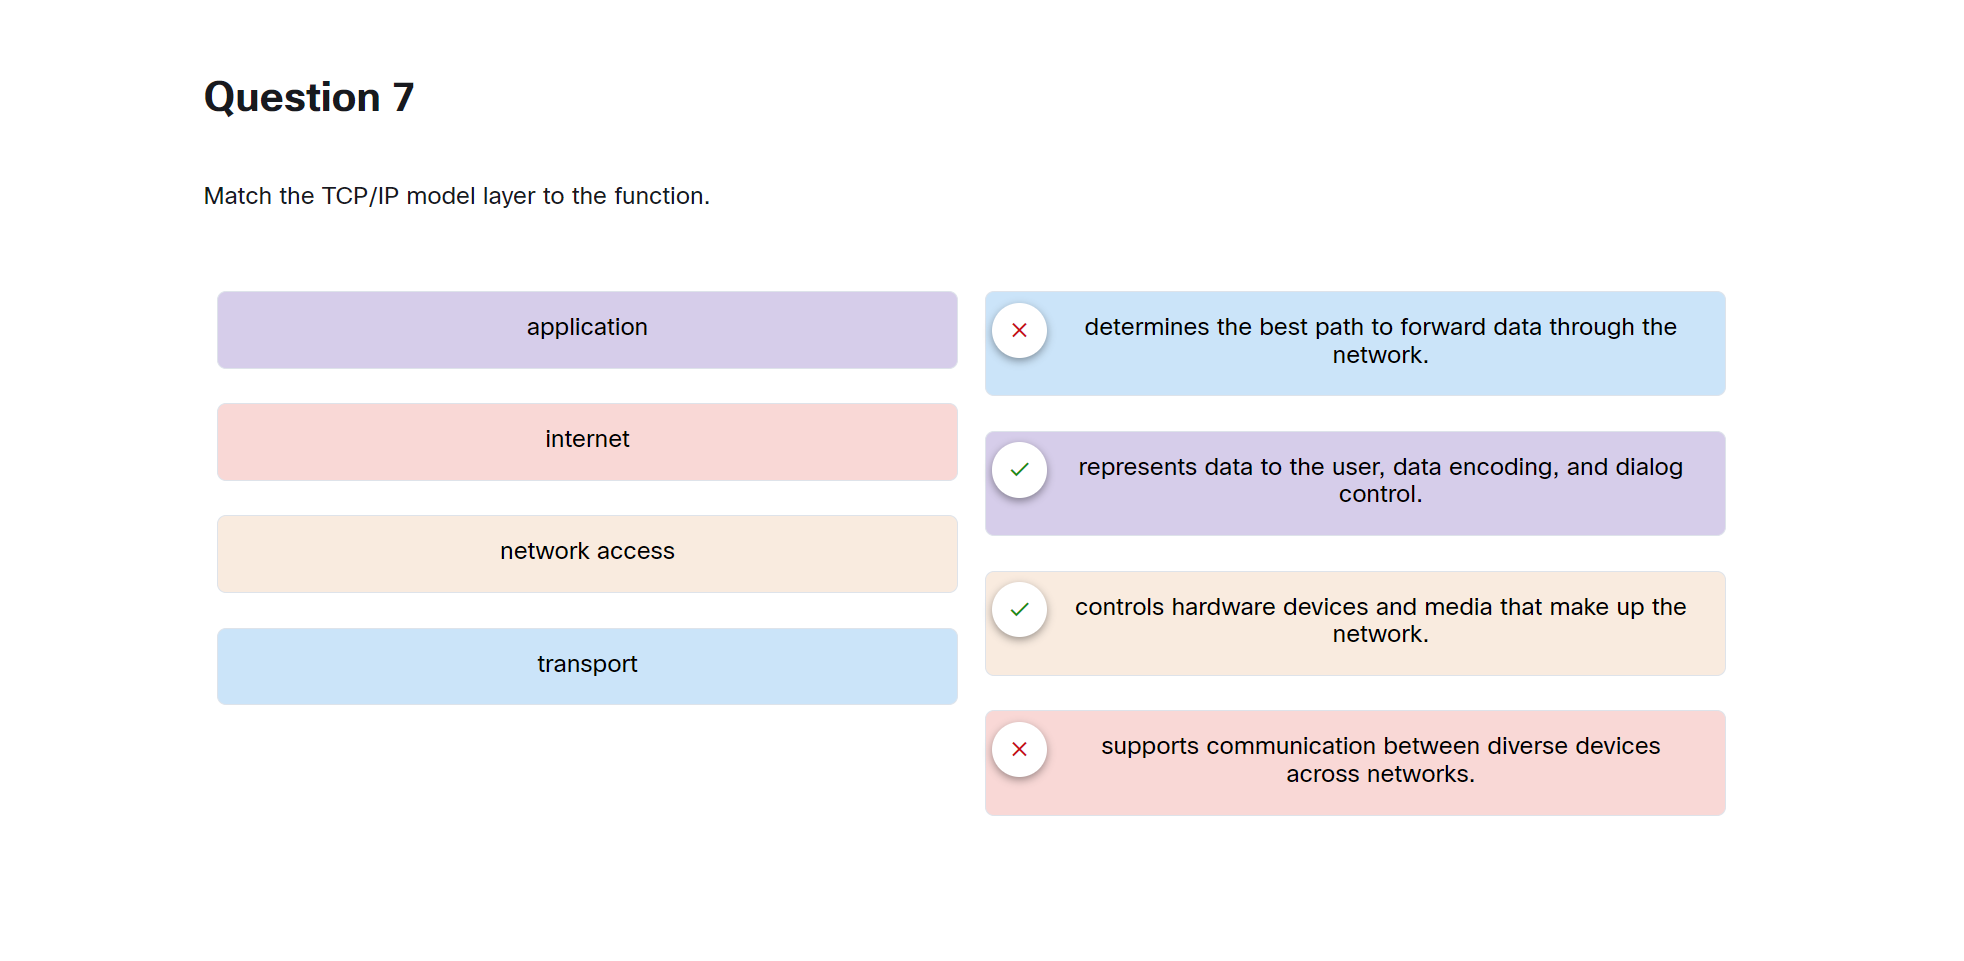 Question 7
Match the TCP/IP model layer to the function.
application
internet
network access
transport
determines the best path to forward data through the
network.
represents data to the user, data encoding, and dialog
control.
controls hardware devices and media that make up the
network.
supports communication between diverse devices
across networks.